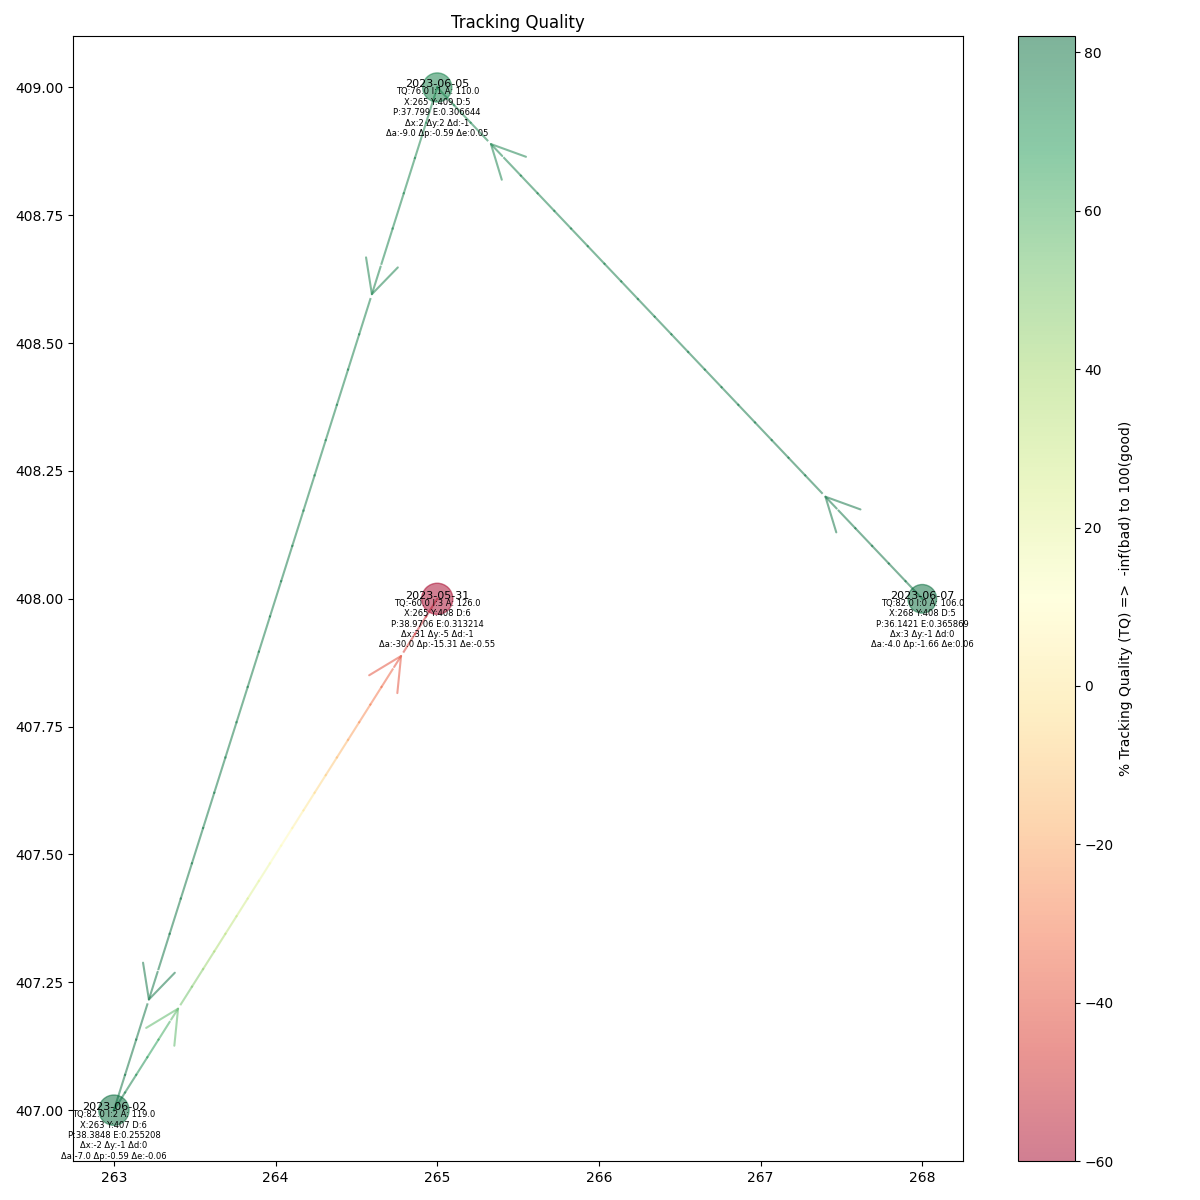 Tracking Quality
409.00
408.75
408.50
408.25
408.00
407.75
407.50
407.25
407.00
2023-06-05
TQ:76.0 I:1 A: 110.0
X:265 Y:409 D:5
P:37.799 E:0.306644
Δx:2 Δy:2 Δd:-1
Δa:-9.0 Δp:-0.59 Δe:0.05
2023-05-31
TQ:-60.0 I:3 A: 126.0
X:265 Y:408 D:6
P:38.9706 E:0.313214
Δx:31 Δy:-5 Δd:-1
Δa:-30.0 Δp:-15.31 Δe:-0.55
2023-06-07
TQ:82.0 I:0 A: 106.0
X:268 Y:408 D:5
P:36.1421 E:0.365869
Δx:3 Δy:-1 Δd:0
Δa:-4.0 Δp:-1.66 Δe:0.06
2023-06-02
TQ:82.0 I:2 A: 119.0
X:263 Y:407 D:6
P:38.3848 E:0.255208
Δx:-2 Δy:-1 Δd:0
Δa:-7.0 Δp:-0.59 Δe:-0.06
263
264
265
266
267
268
80
60
40
20
0
−20
−40
−60
% Tracking Quality (TQ) => -inf(bad) to 100(good)